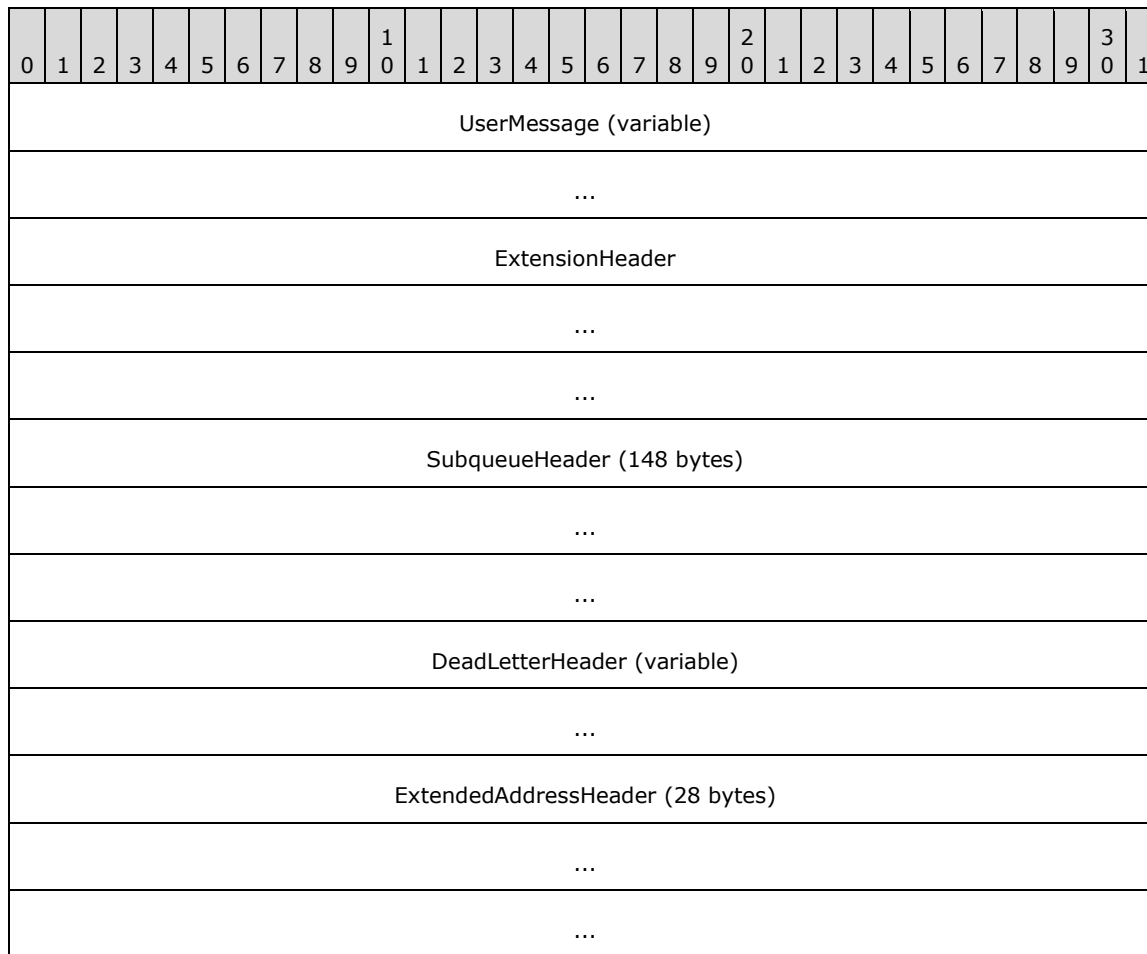 0 1 2 3 4 5 6 7 8 9 1 0 1 2 3 4 5 6 7 8 9 2 0 1 2 3 4 5 6 7 8 9 3 0 1
UserMessage (variable)
...
ExtensionHeader
...
...
SubqueueHeader (148 bytes)
...
...
DeadLetterHeader (variable)
...
ExtendedAddressHeader (28 bytes)
...
...